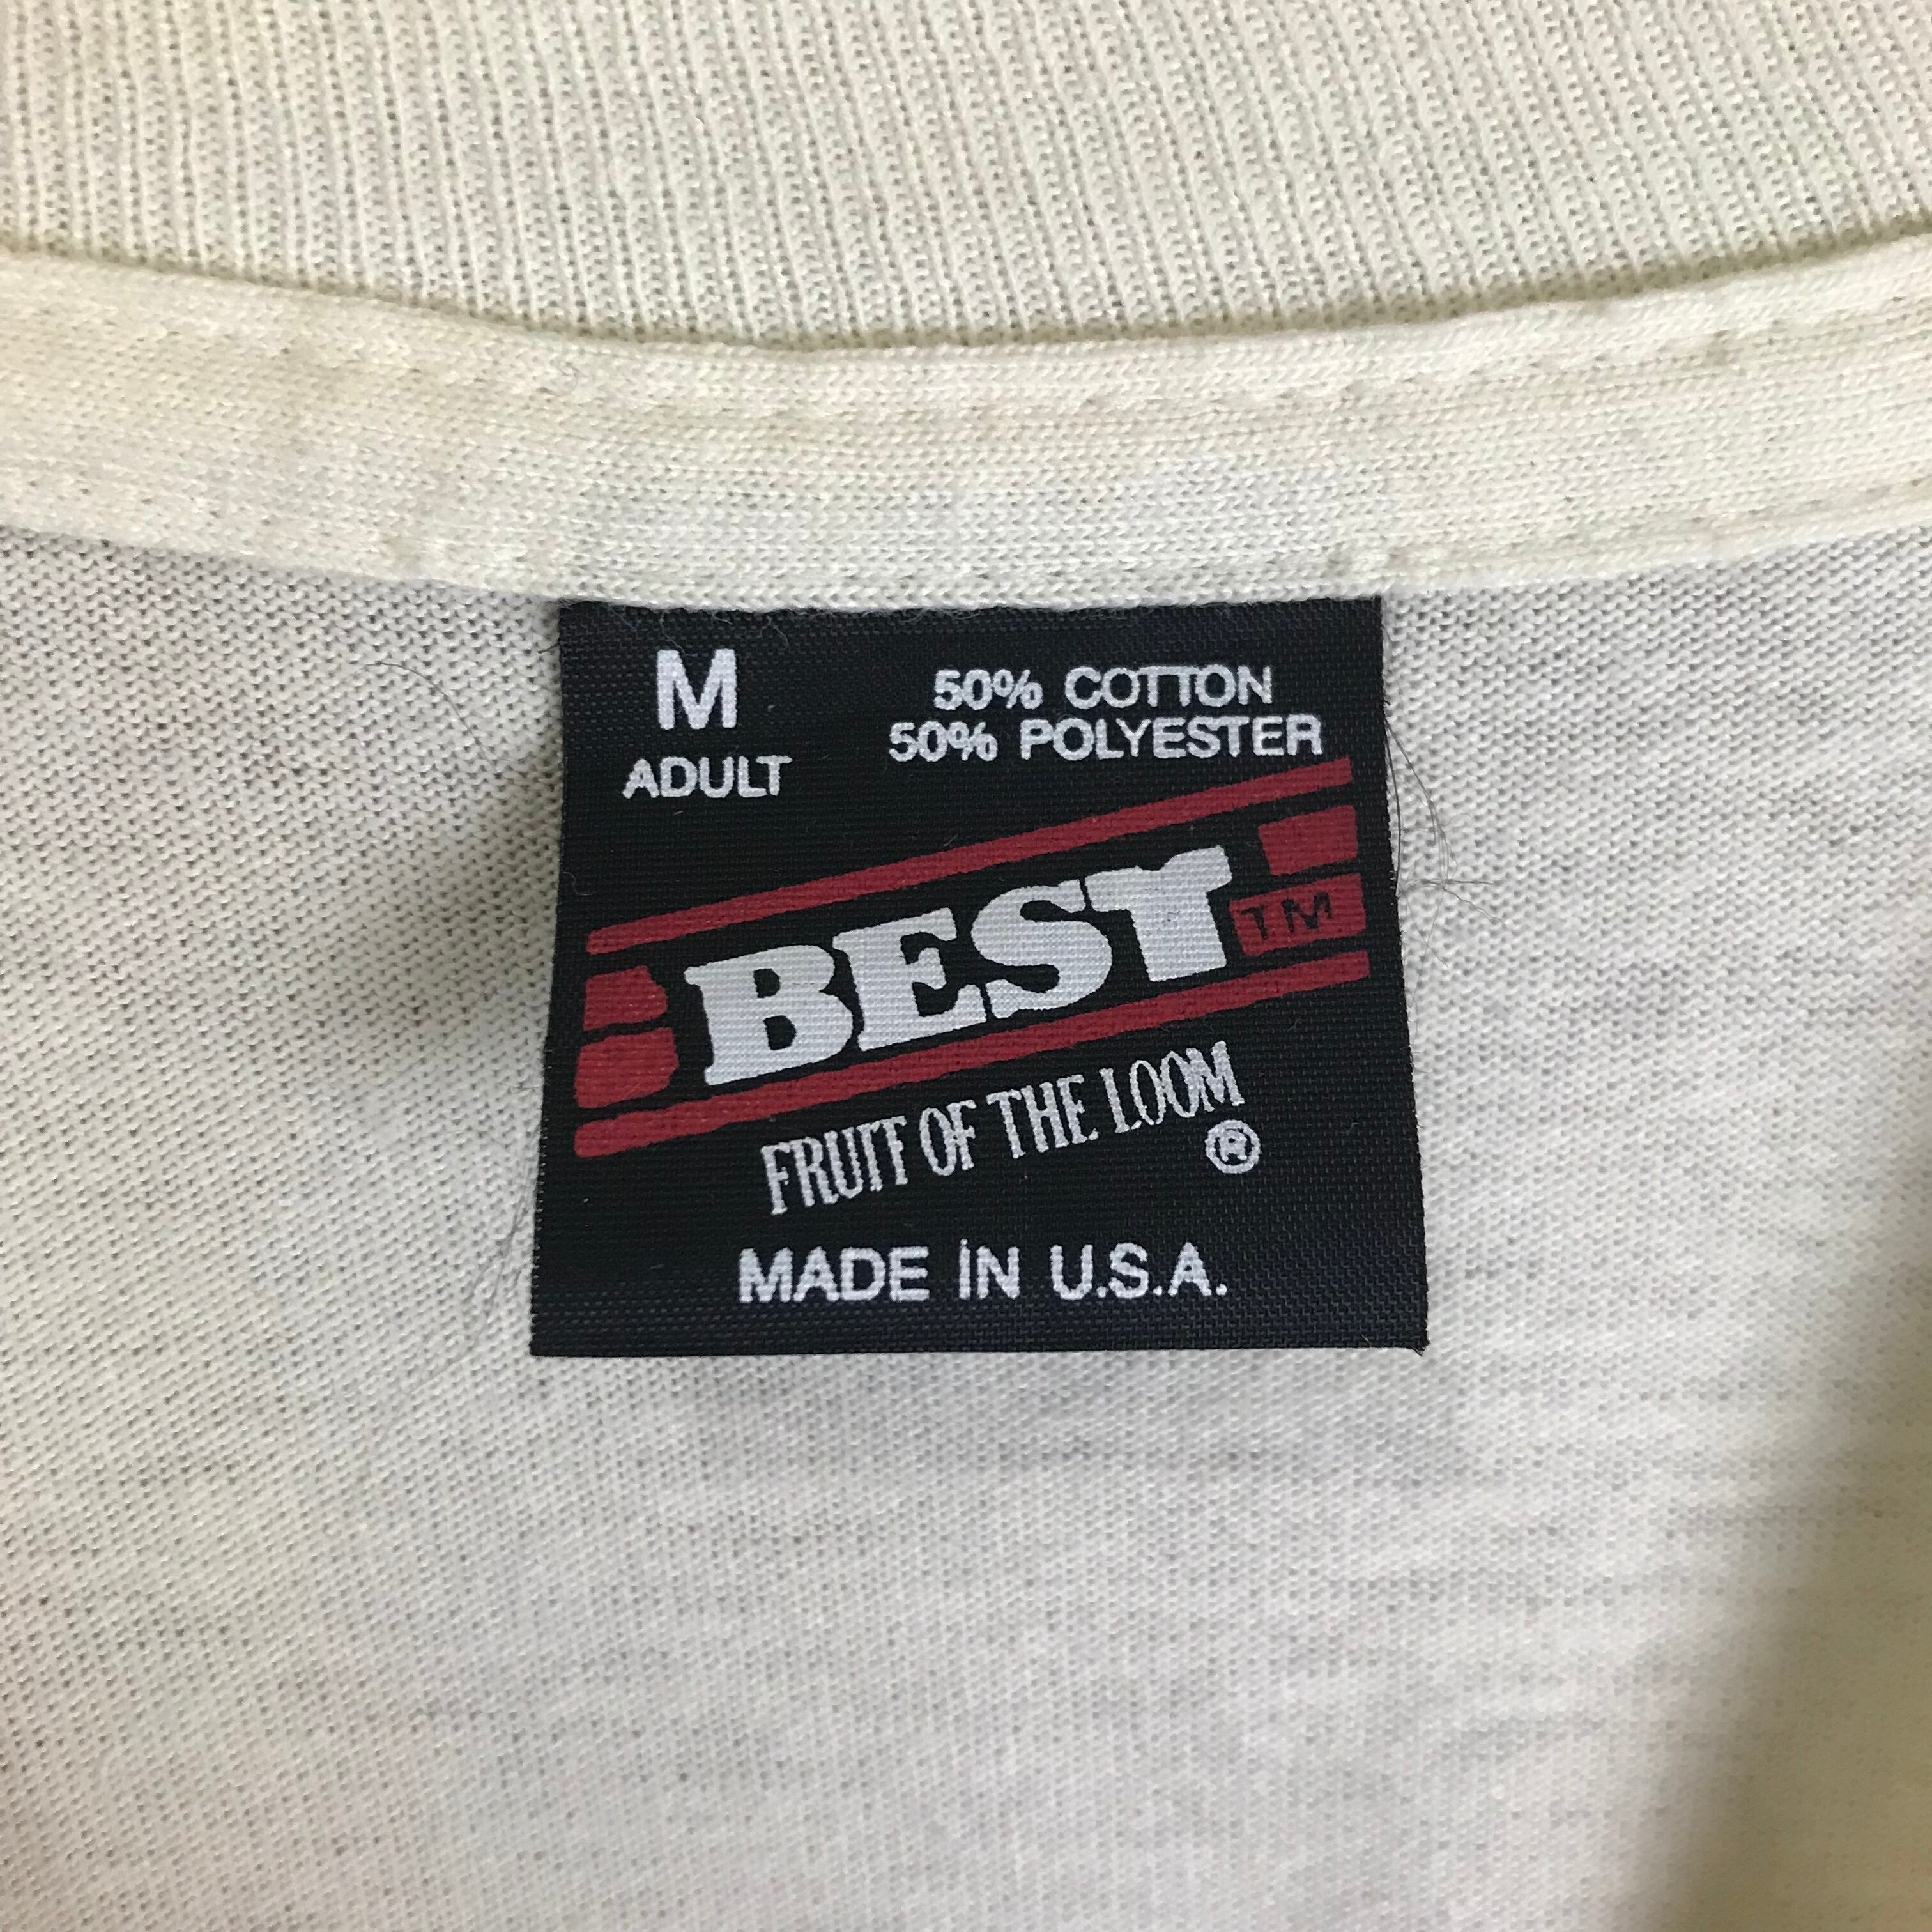 M
ADULT
50% COTTON
50% POLYESTER
BEST TM
FRUIT OF THE LOOM
®
MADE IN U.S.A.